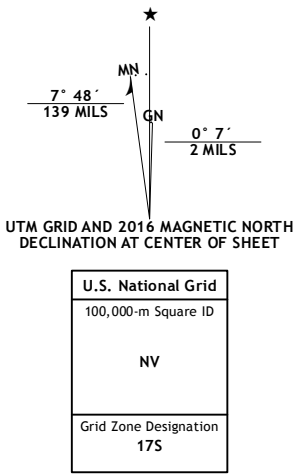 ★
MN
7° 48´
139 MILS
GN
0° 7´
2 MILS
UTM GRID AND 2016 MAGNETIC NORTH
DECLINATION AT CENTER OF SHEET
U.S. National Grid
100,000-m Square ID
NV
Grid Zone Designation
17S